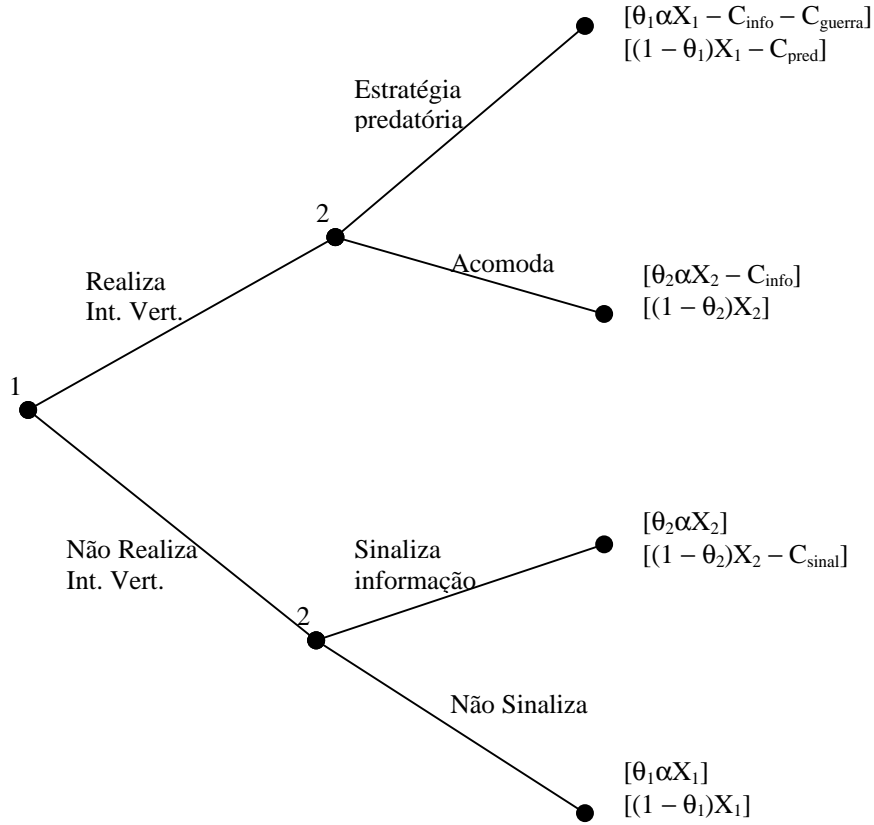 [θ₁αX₁ – C_info – C_guerra]
[(1 – θ₁)X₁ – C_pred]
Estratégia
predatória
2
Realiza
Int. Vert.
Acomoda
[θ₂αX₂ – C_info]
[(1 – θ₂)X₂]
1
Não Realiza
Int. Vert.
Sinaliza
informação
[θ₂αX₂]
[(1 – θ₂)X₂ – C_sinal]
2
Não Sinaliza
[θ₁αX₁]
[(1 – θ₁)X₁]